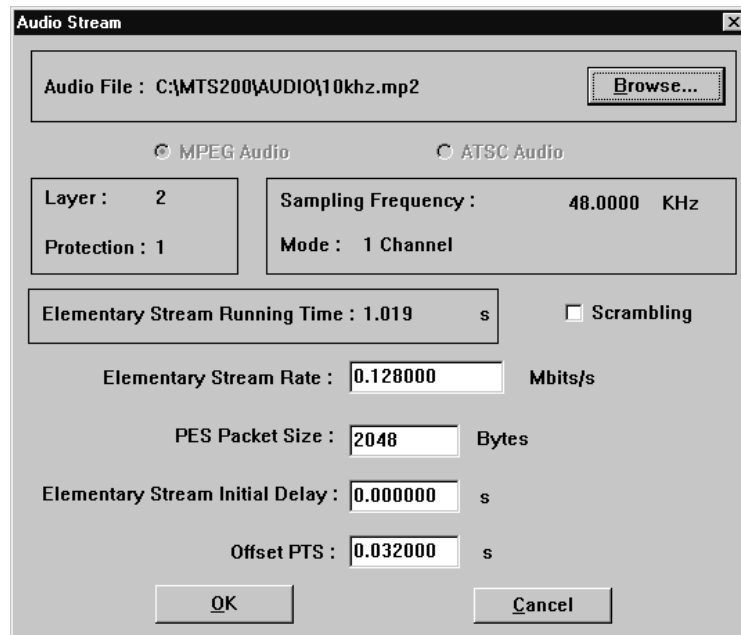 Audio Stream
Audio File : C:\MTS200\AUDIO\10khz.mp2
Browse...
MPEG Audio
ATSC Audio
Layer : 2
Protection : 1
Sampling Frequency : 48.0000 KHz
Mode : 1 Channel
Elementary Stream Running Time : 1.019 s
Scrambling
Elementary Stream Rate : 0.128000 Mbits/s
PES Packet Size : 2048 Bytes
Elementary Stream Initial Delay : 0.000000 s
Offset PTS : 0.032000 s
OK
Cancel